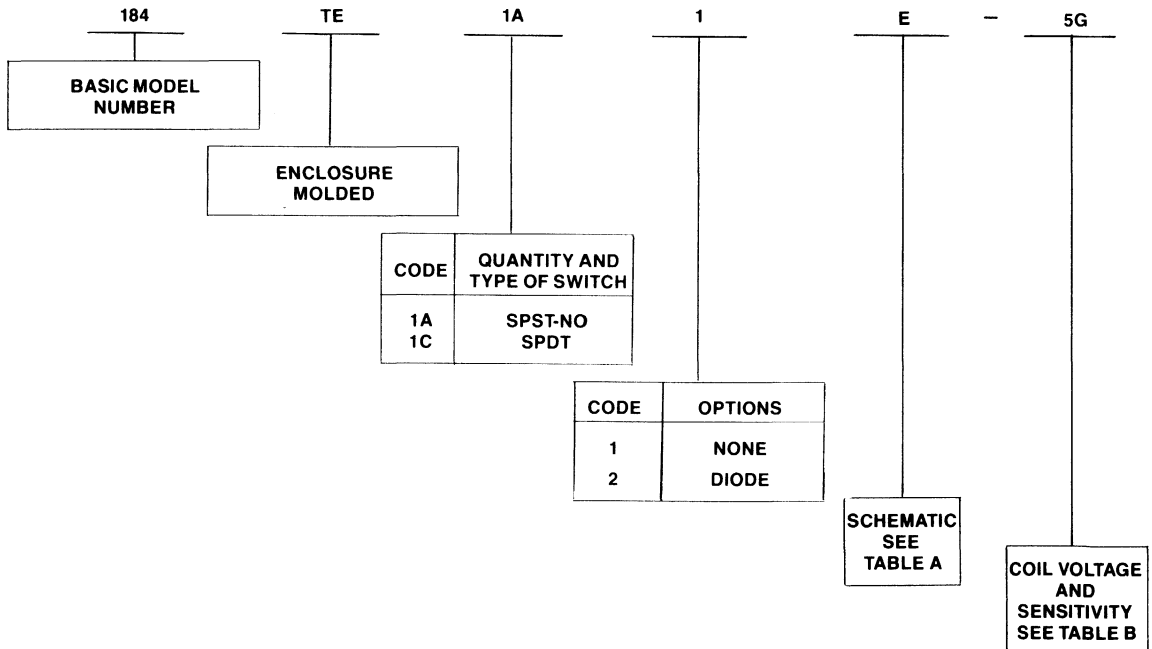 184 TE 1A 1 E – 5G
BASIC MODEL
NUMBER
ENCLOSURE
MOLDED
CODE QUANTITY AND
TYPE OF SWITCH
1A SPST-NO
1C SPDT
CODE OPTIONS
1 NONE
2 DIODE
SCHEMATIC
SEE
TABLE A
COIL VOLTAGE
AND
SENSITIVITY
SEE TABLE B